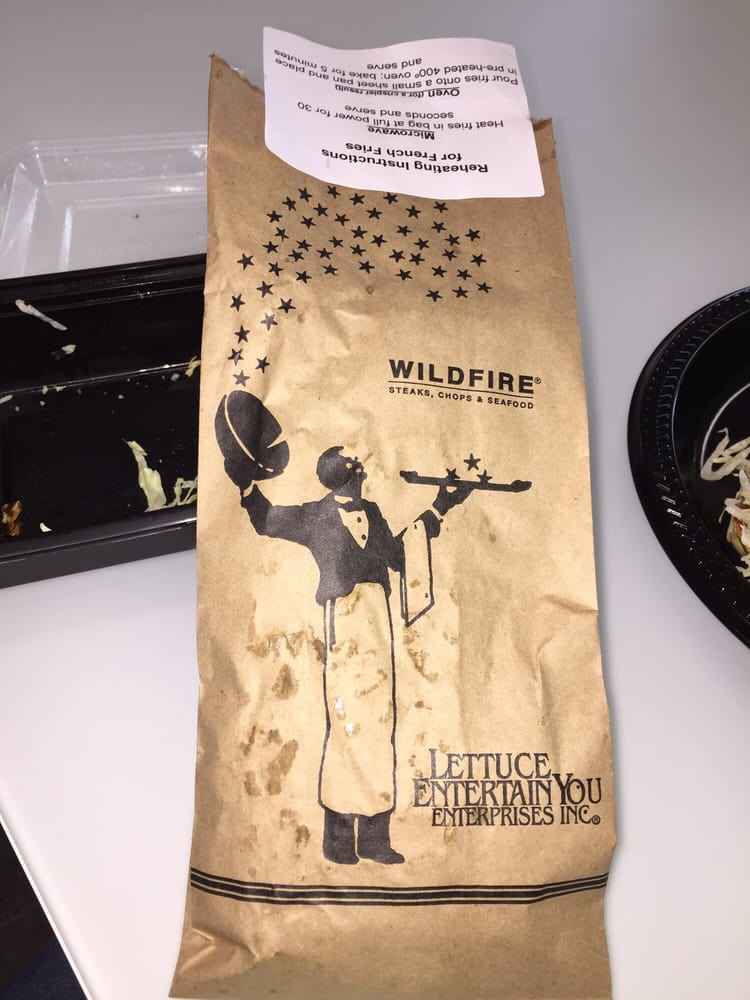 Reheating Instructions
for French Fries
Microwave
Heat fries in bag at full power for 30
seconds and serve
Oven (for a crispier result)
Pour fries onto a small sheet pan and place
in pre-heated 400° oven; bake for 5 minutes
and serve
WILDFIRE®
STEAKS, CHOPS & SEAFOOD
LETTUCE
ENTERTAIN YOU
ENTERPRISES INC®